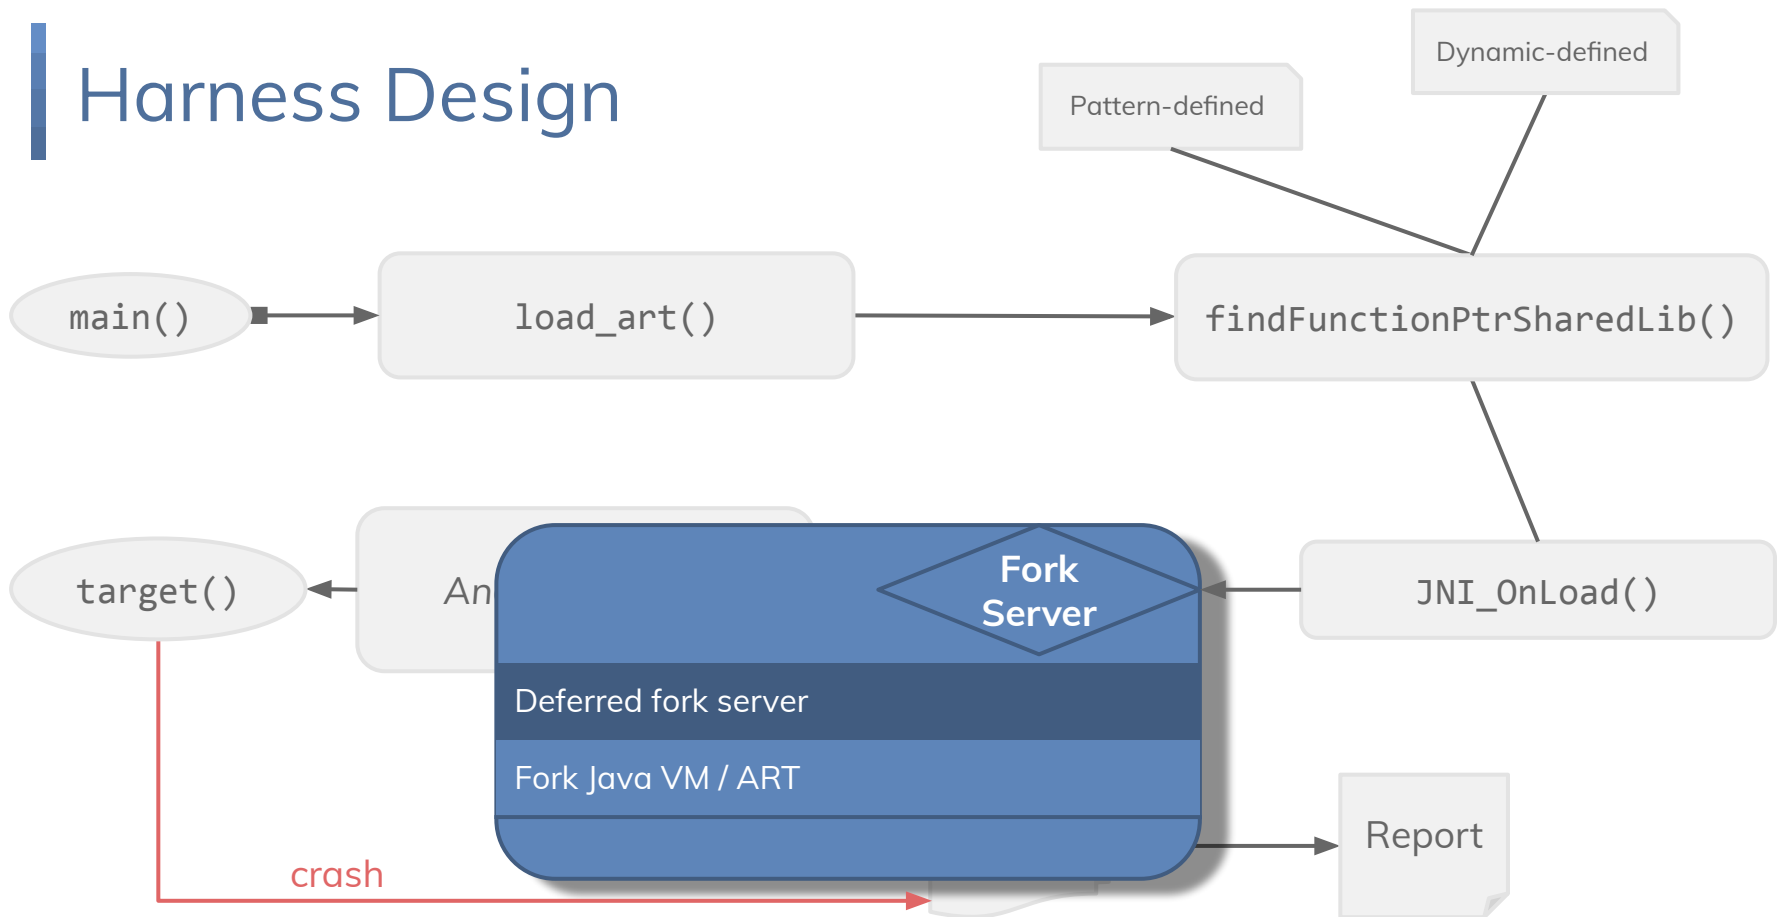 Harness Design
Dynamic-defined
Pattern-defined
main()
load_art()
findFunctionPtrSharedLib()
target()
An
Fork
Server
JNI_OnLoad()
Deferred fork server
Fork Java VM / ART
Report
crash